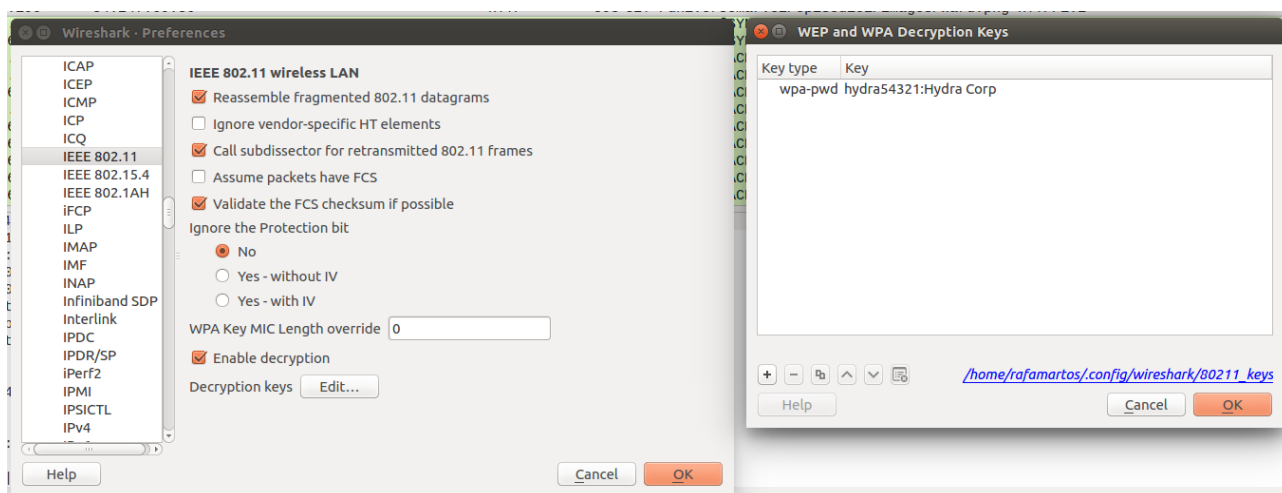 Wireshark · Preferences
ICAP
ICEP
ICMP
ICP
ICQ
IEEE 802.11
IEEE 802.15.4
IEEE 802.1AH
iFCP
ILP
IMAP
IMF
INAP
Infiniband SDP
Interlink
IPDC
IPDR/SP
iPerf2
IPMI
IPSICTL
IPv4
IEEE 802.11 wireless LAN
Reassemble fragmented 802.11 datagrams
Ignore vendor-specific HT elements
Call subdissector for retransmitted 802.11 frames
Assume packets have FCS
Validate the FCS checksum if possible
Ignore the Protection bit
No
Yes - without IV
Yes - with IV
WPA Key MIC Length override 0
Enable decryption
Decryption keys Edit...
Help Cancel OK
WEP and WPA Decryption Keys
Key type Key
wpa-pwd hydra54321:Hydra Corp
/home/rafamartos/.config/wireshark/80211_keys
Help Cancel OK